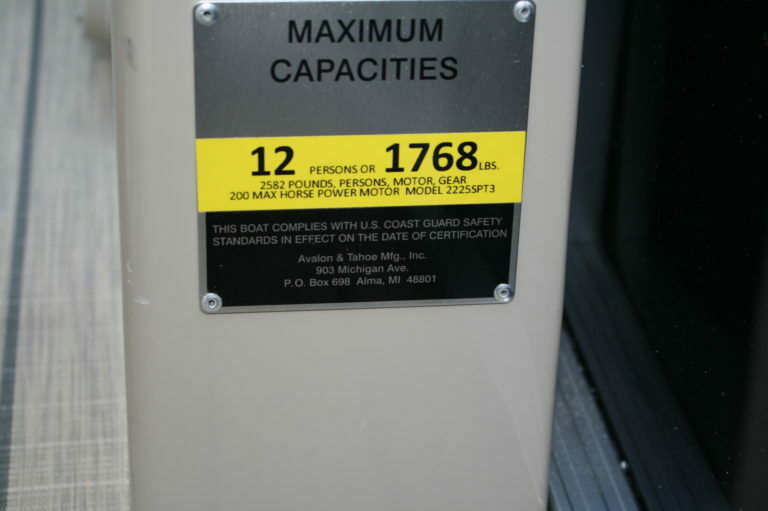 MAXIMUM
CAPACITIES
12 PERSONS OR 1768 LBS.
2582 POUNDS, PERSONS, MOTOR, GEAR
200 MAX HORSE POWER MOTOR MODEL 2225SPT3
THIS BOAT COMPLIES WITH U.S. COAST GUARD SAFETY
STANDARDS IN EFFECT ON THE DATE OF CERTIFICATION
Avalon & Tahoe Mfg., Inc.
903 Michigan Ave.
P.O. Box 698 Alma, MI 48801